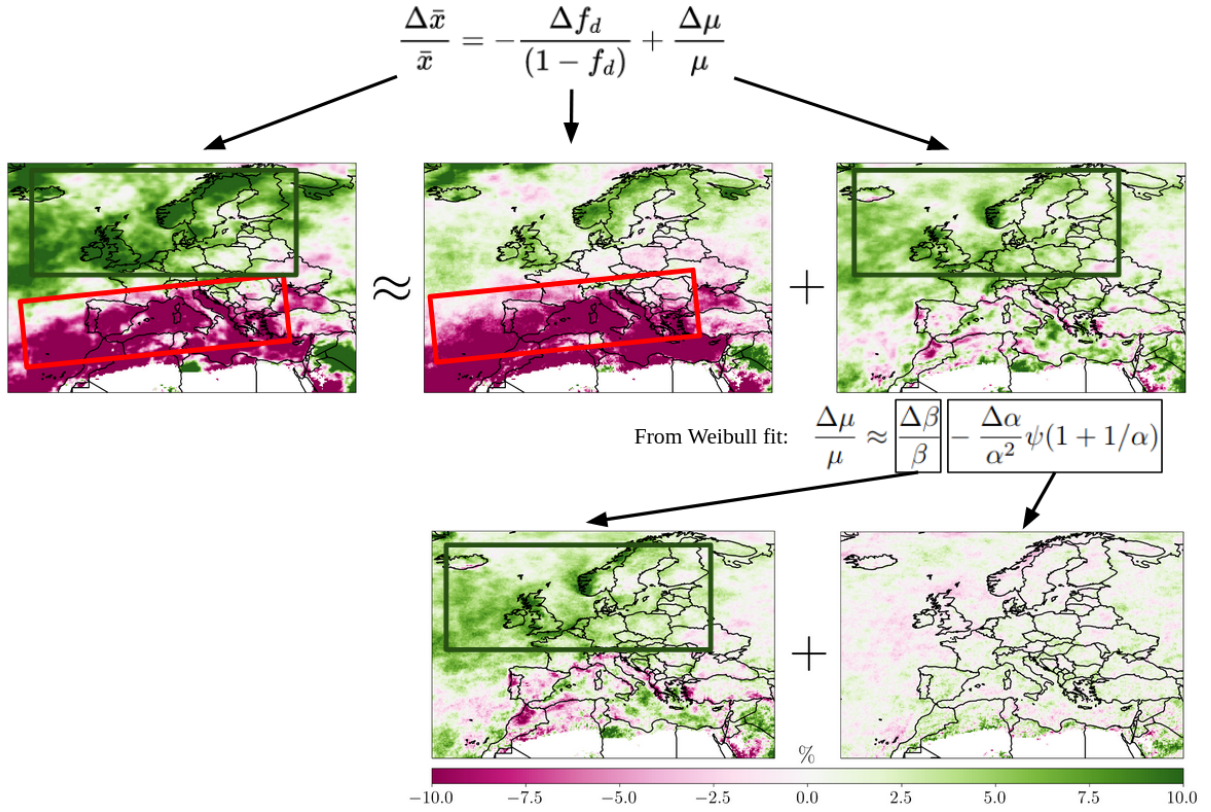 Δx̄/x̄ = − Δf_d/(1 − f_d) + Δμ/μ
≈ +
From Weibull fit: Δμ/μ ≈ Δβ/β − Δα/α² ψ(1 + 1/α)
+
%
−10.0 −7.5 −5.0 −2.5 0.0 2.5 5.0 7.5 10.0